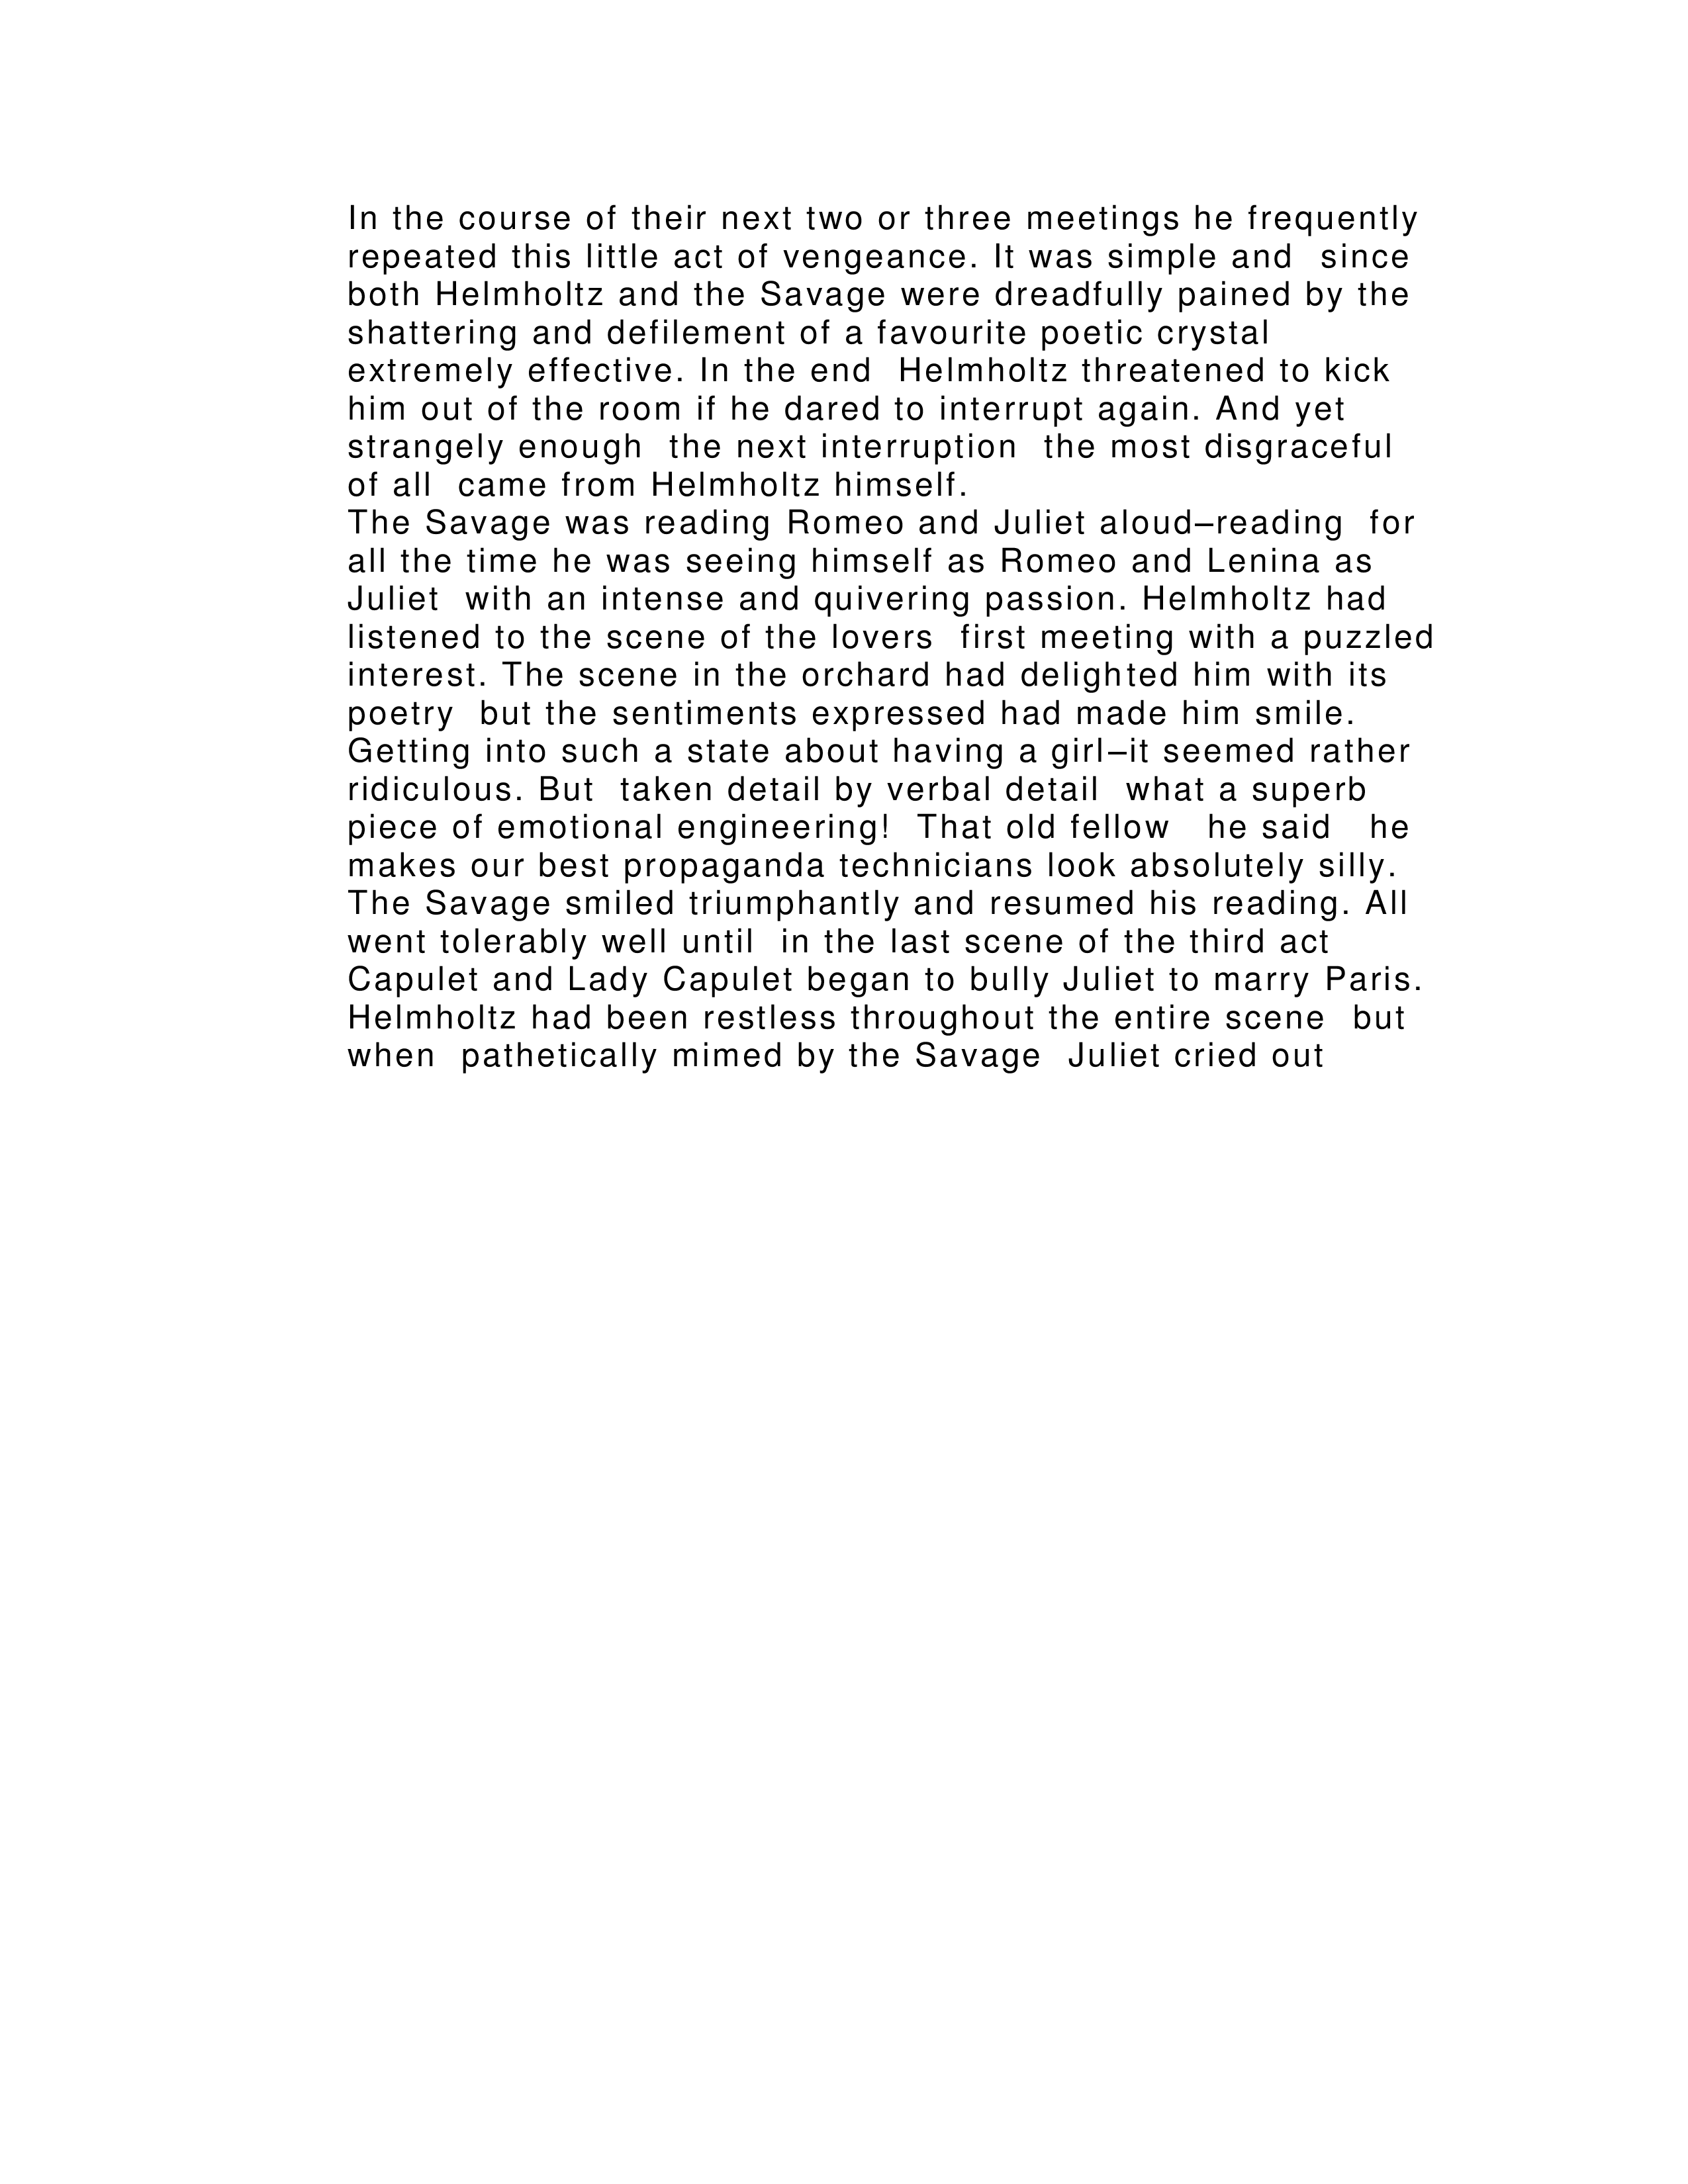 In the course of their next two or three meetings he frequently
repeated this little act of vengeance. It was simple and  since
both Helmholtz and the Savage were dreadfully pained by the
shattering and defilement of a favourite poetic crystal
extremely effective. In the end  Helmholtz threatened to kick
him out of the room if he dared to interrupt again. And yet
strangely enough  the next interruption  the most disgraceful
of all  came from Helmholtz himself.
The Savage was reading Romeo and Juliet aloud–reading  for
all the time he was seeing himself as Romeo and Lenina as
Juliet  with an intense and quivering passion. Helmholtz had
listened to the scene of the lovers  first meeting with a puzzled
interest. The scene in the orchard had delighted him with its
poetry  but the sentiments expressed had made him smile.
Getting into such a state about having a girl–it seemed rather
ridiculous. But  taken detail by verbal detail  what a superb
piece of emotional engineering!  That old fellow   he said   he
makes our best propaganda technicians look absolutely silly.
The Savage smiled triumphantly and resumed his reading. All
went tolerably well until  in the last scene of the third act
Capulet and Lady Capulet began to bully Juliet to marry Paris.
Helmholtz had been restless throughout the entire scene  but
when  pathetically mimed by the Savage  Juliet cried out